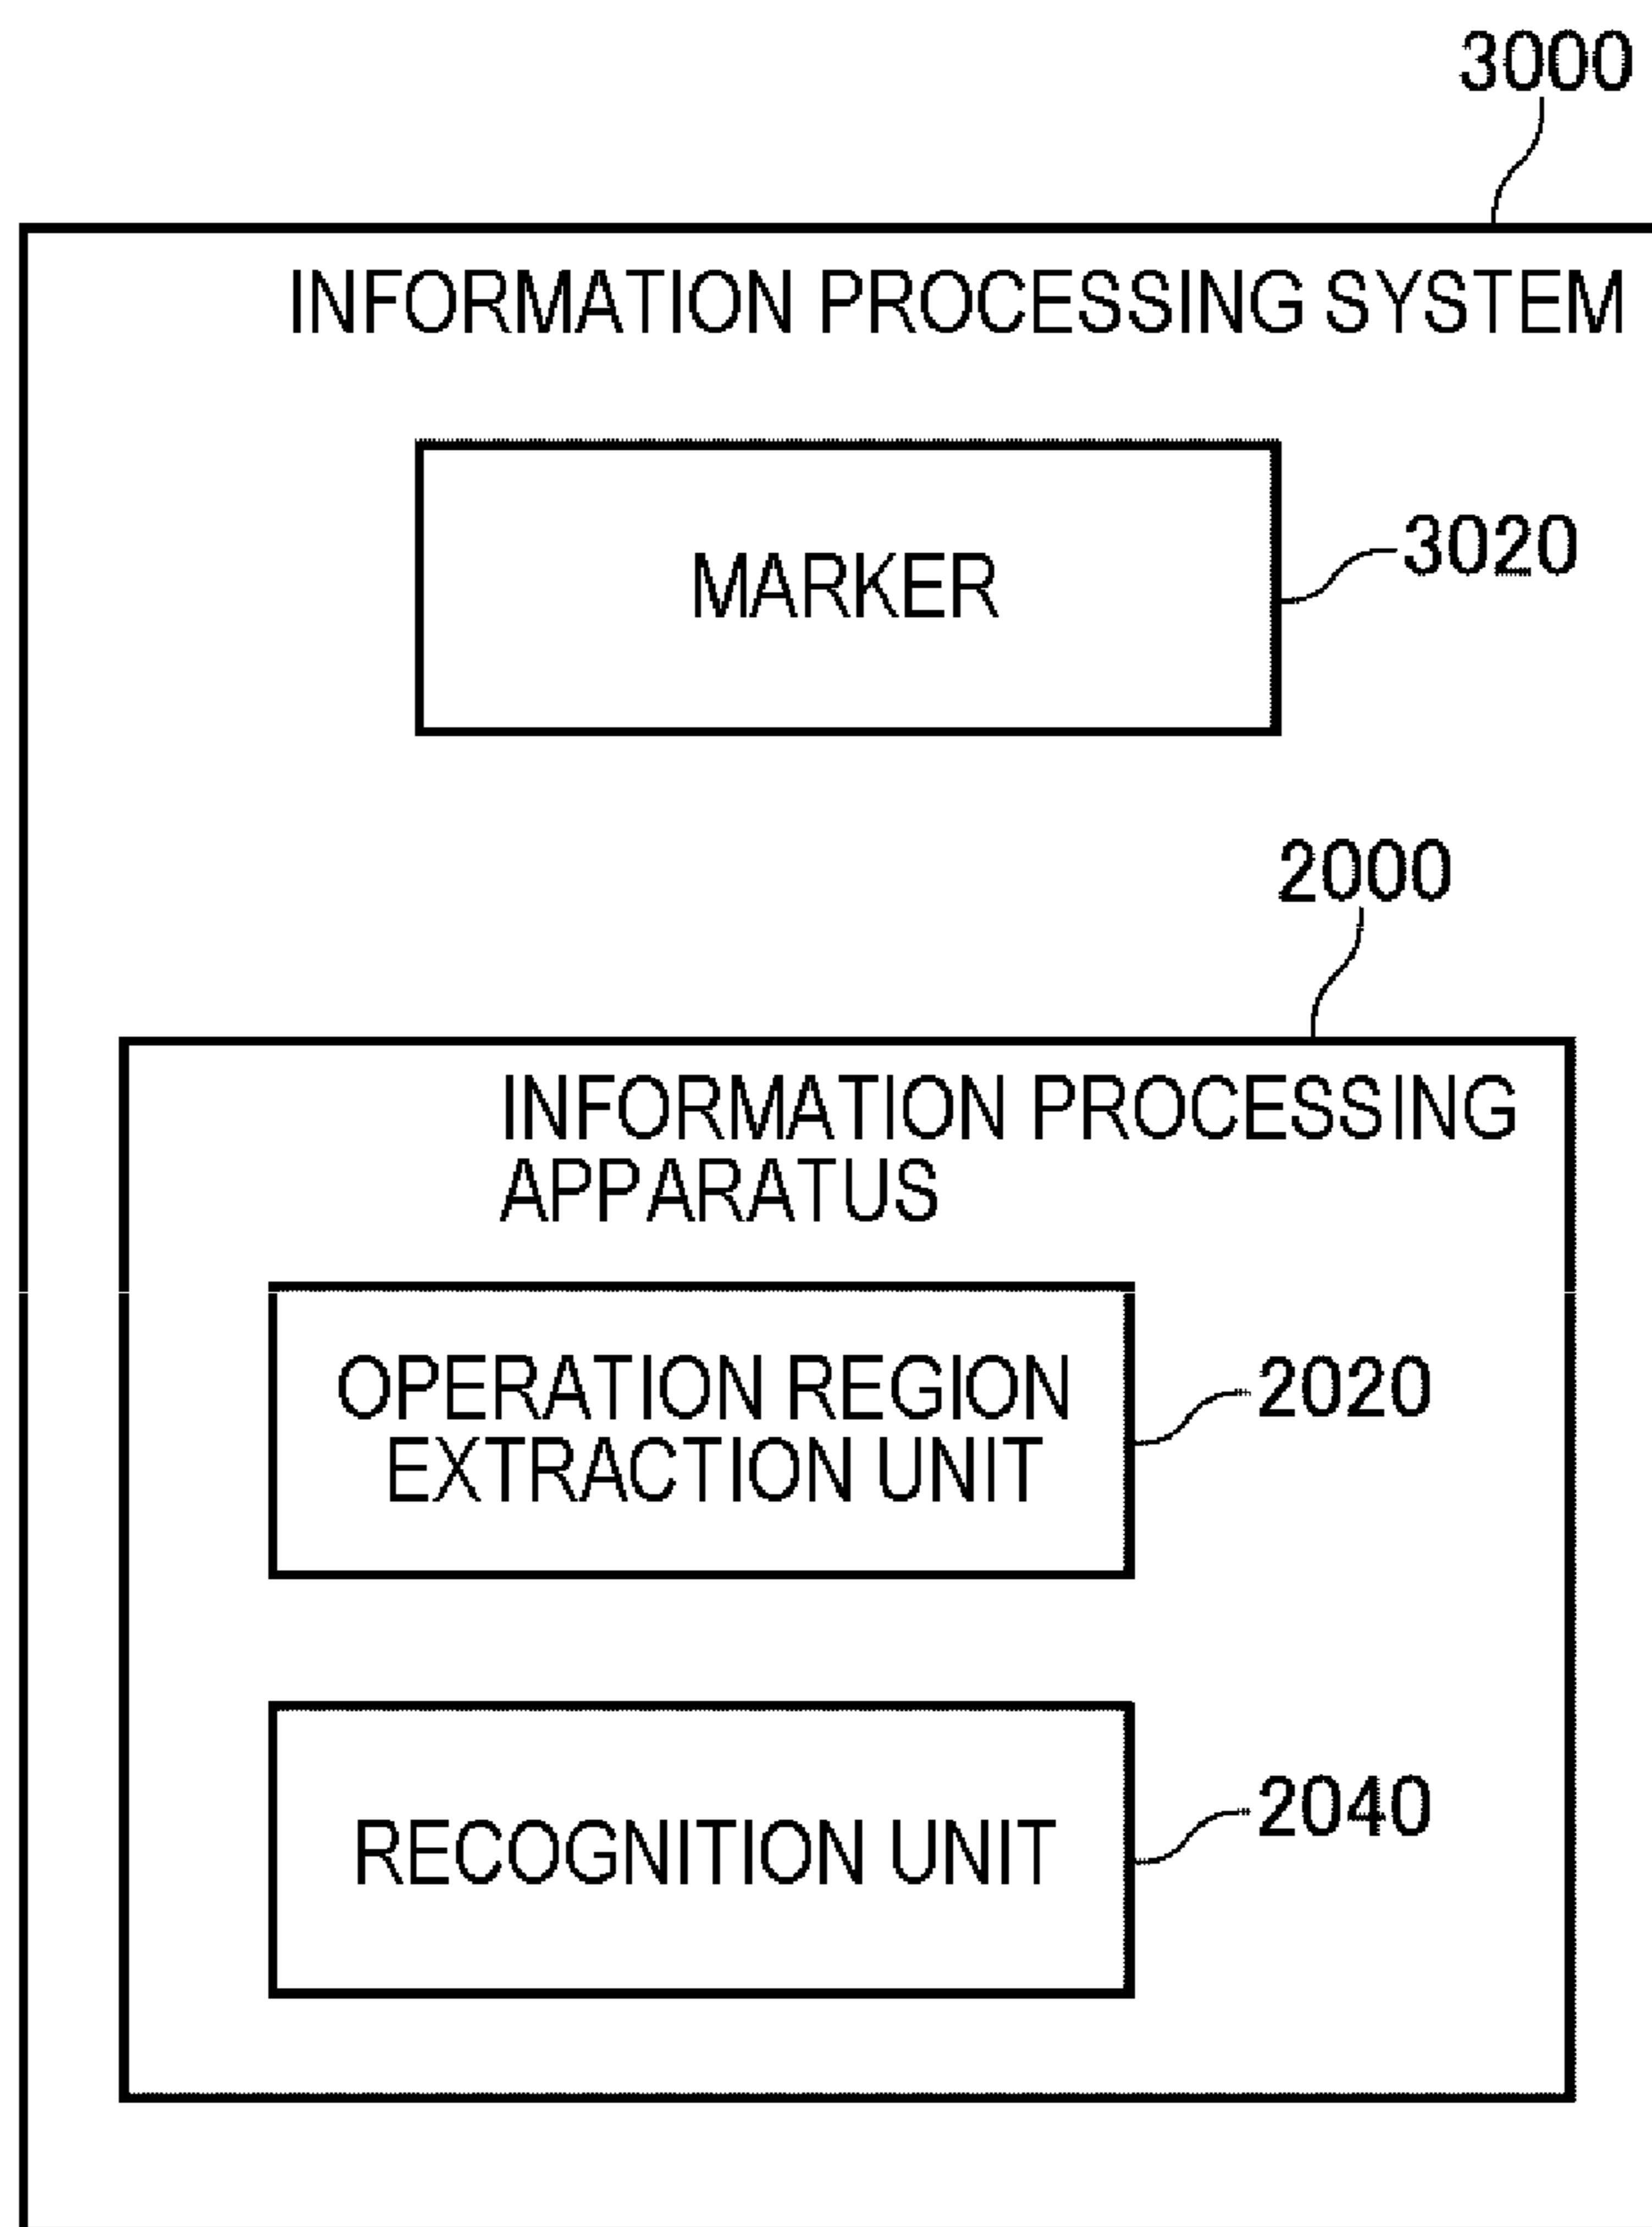 3000
INFORMATION PROCESSING SYSTEM
MARKER
3020
2000
INFORMATION PROCESSING
APPARATUS
OPERATION REGION
EXTRACTION UNIT
2020
RECOGNITION UNIT
2040